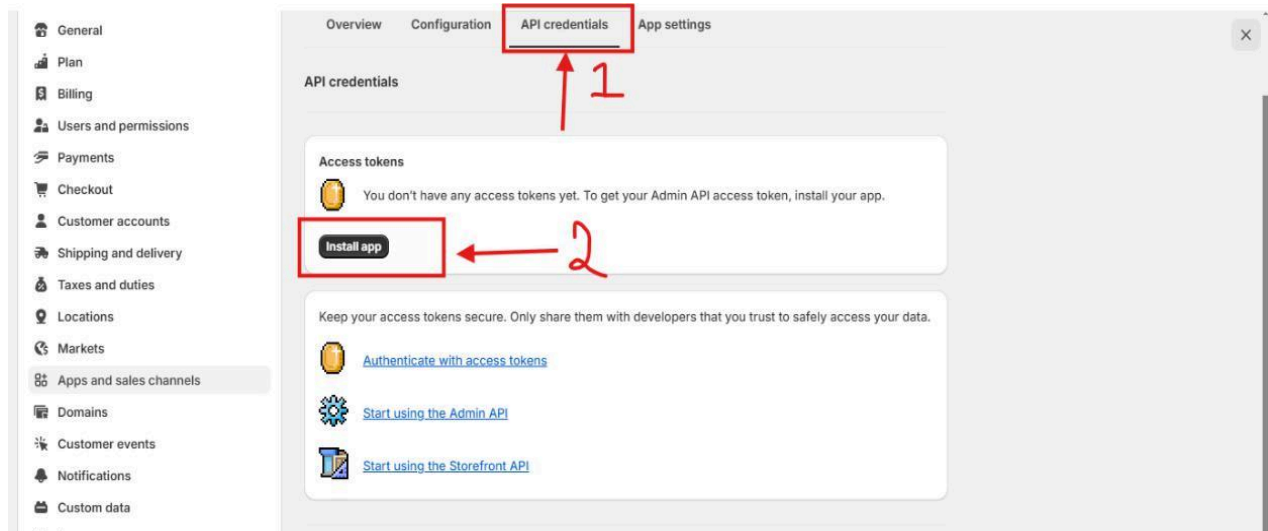 General
Plan
Billing
Users and permissions
Payments
Checkout
Customer accounts
Shipping and delivery
Taxes and duties
Locations
Markets
Apps and sales channels
Domains
Customer events
Notifications
Custom data
Overview Configuration API credentials App settings
1
API credentials
Access tokens
You don't have any access tokens yet. To get your Admin API access token, install your app.
Install app
2
Keep your access tokens secure. Only share them with developers that you trust to safely access your data.
Authenticate with access tokens
Start using the Admin API
Start using the Storefront API